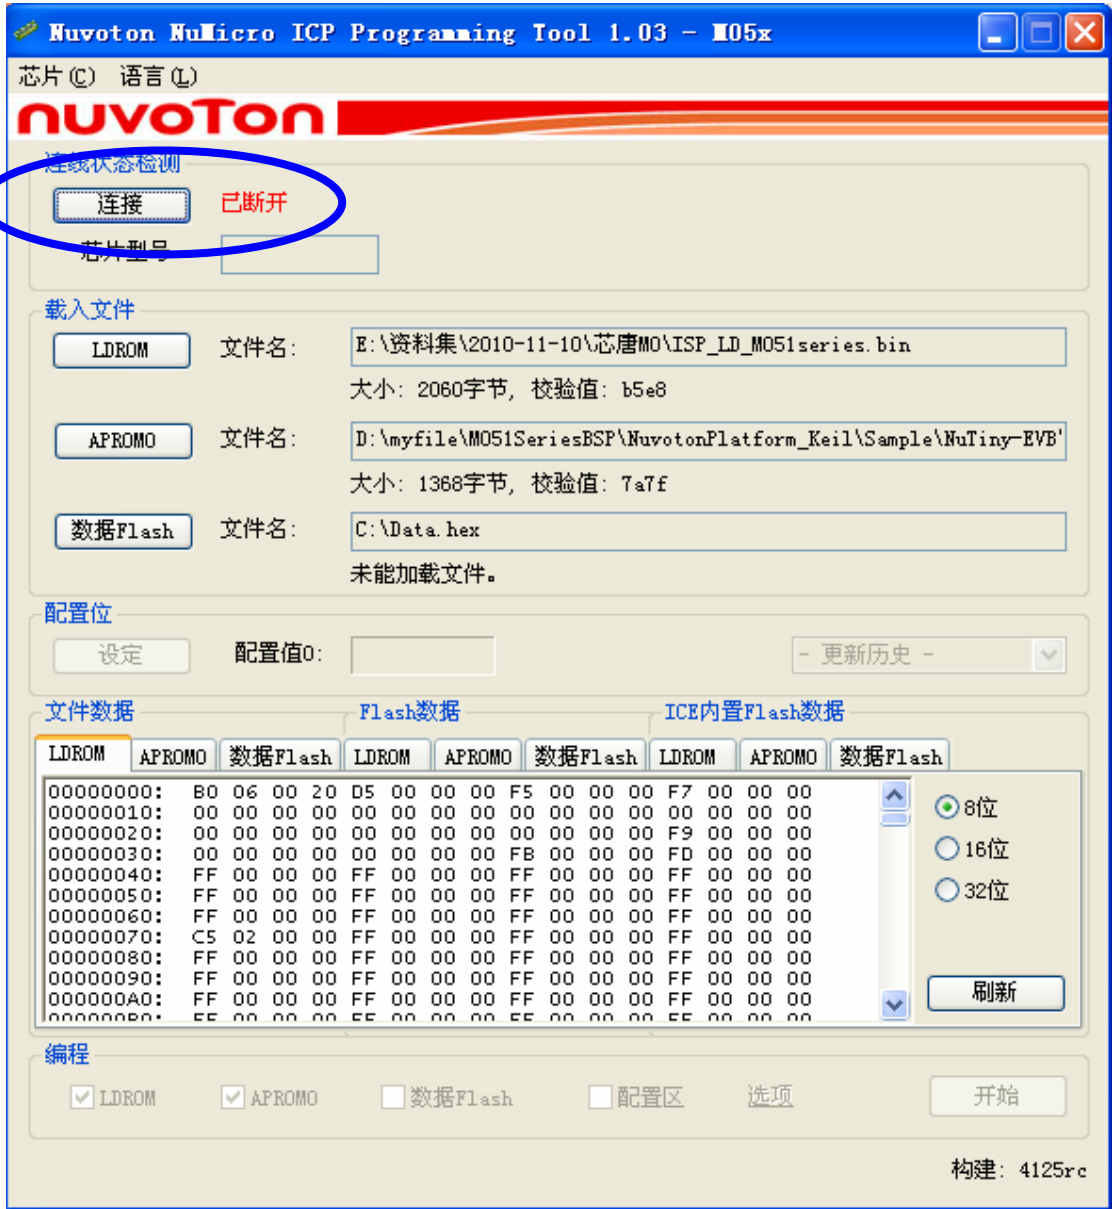 Nuvoton NuMicro ICP Programming Tool 1.03 - M05x
芯片(C) 语言(L)
nuvoTon
连线状态检测
连接 已断开
芯片型号
载入文件
LDROM 文件名: E:\资料集\2010-11-10\芯唐M0\ISP_LD_M051series.bin
大小: 2060字节, 校验值: b5e8
APROM0 文件名: D:\myfile\M051SeriesBSP\NuvotonPlatform_Keil\Sample\NuTiny-EVB'
大小: 1368字节, 校验值: 7a7f
数据Flash 文件名: C:\Data.hex
未能加载文件。
配置位
设定 配置值0: - 更新历史 -
文件数据 Flash数据 ICE内置Flash数据
LDROM APROM0 数据Flash LDROM APROM0 数据Flash LDROM APROM0 数据Flash
00000000: B0 06 00 20 D5 00 00 00 F5 00 00 00 F7 00 00 00
00000010: 00 00 00 00 00 00 00 00 00 00 00 00 00 00 00 00
00000020: 00 00 00 00 00 00 00 00 00 00 00 00 F9 00 00 00
00000030: 00 00 00 00 00 00 00 00 FB 00 00 00 FD 00 00 00
00000040: FF 00 00 00 FF 00 00 00 FF 00 00 00 FF 00 00 00
00000050: FF 00 00 00 FF 00 00 00 FF 00 00 00 FF 00 00 00
00000060: FF 00 00 00 FF 00 00 00 FF 00 00 00 FF 00 00 00
00000070: C5 02 00 00 FF 00 00 00 FF 00 00 00 FF 00 00 00
00000080: FF 00 00 00 FF 00 00 00 FF 00 00 00 FF 00 00 00
00000090: FF 00 00 00 FF 00 00 00 FF 00 00 00 FF 00 00 00
000000A0: FF 00 00 00 FF 00 00 00 FF 00 00 00 FF 00 00 00
000000B0: FF 00 00 00 FF 00 00 00 FF 00 00 00 FF 00 00 00
8位
16位
32位
刷新
编程
LDROM APROM0 数据Flash 配置区 选项 开始
构建: 4125rc